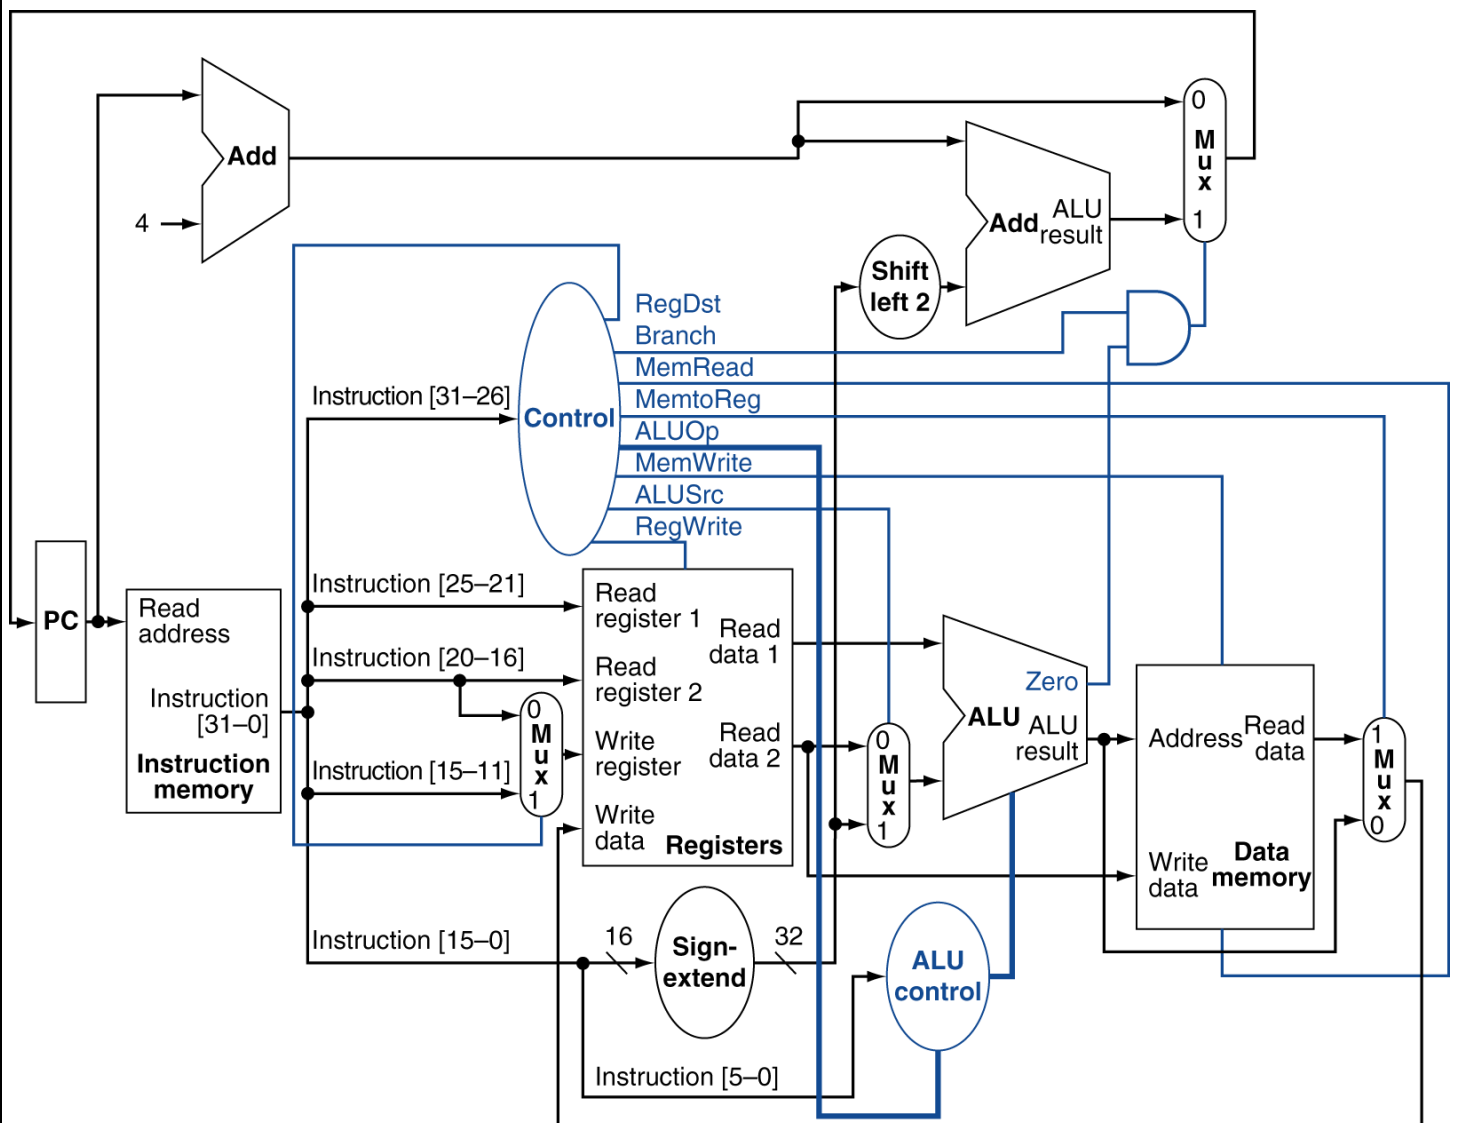 0
M
u
x
1
Add
4
Add
ALU
result
Shift
left 2
RegDst
Branch
MemRead
MemtoReg
ALUOp
MemWrite
ALUSrc
RegWrite
Control
Instruction [31–26]
PC
Read
address
Instruction
[31–0]
Instruction
memory
Instruction [25–21]
Instruction [20–16]
Instruction [15–11]
0
M
u
x
1
Read
register 1
Read
register 2
Write
register
Write
data
Read
data 1
Read
data 2
Registers
0
M
u
x
1
Zero
ALU
ALU
result
Address
Read
data
Write
data
Data
memory
1
M
u
x
0
Instruction [15–0]
16
Sign-
extend
32
ALU
control
Instruction [5–0]